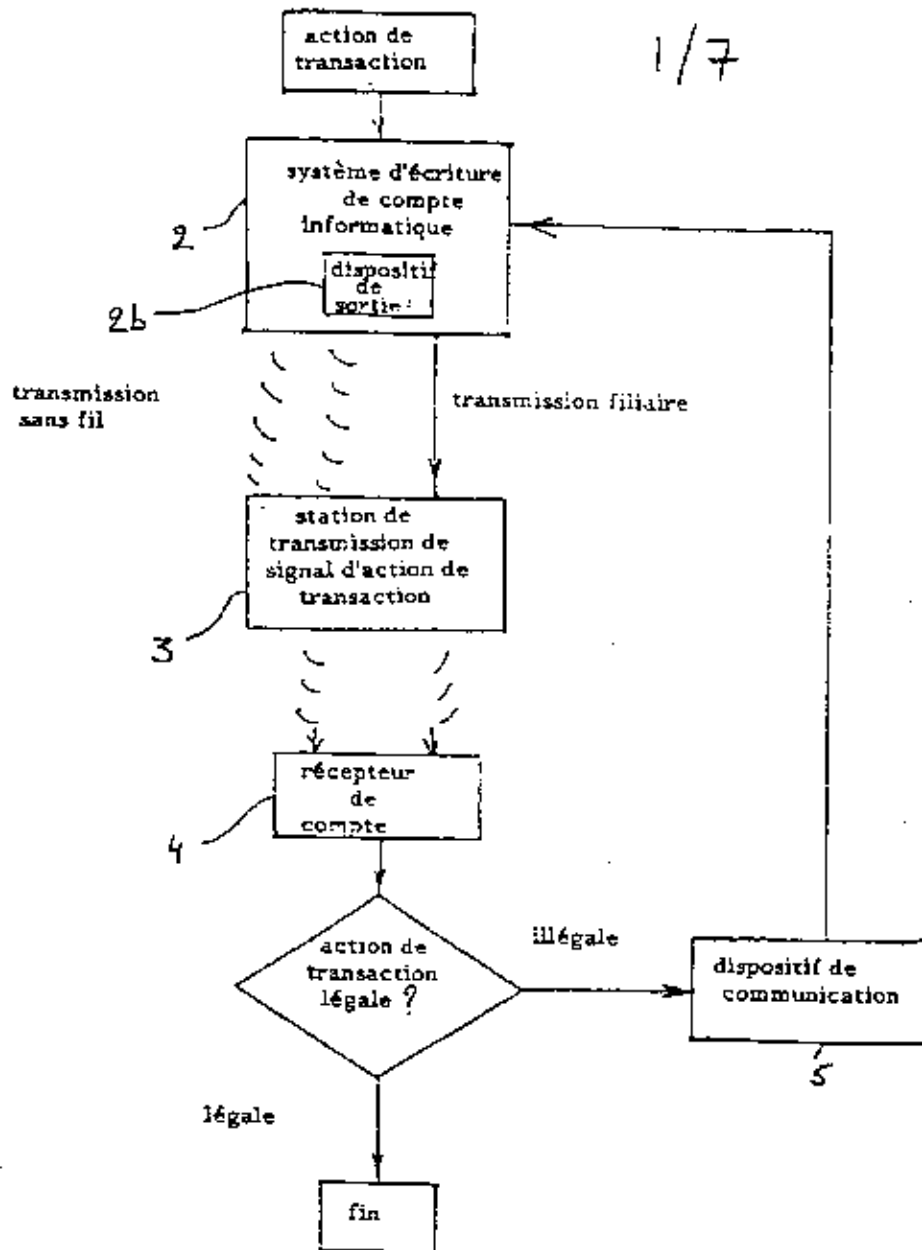 action de
transaction
1/7
système d'écriture
de compte
informatique
2
dispositif
de
sortie
2b
transmission
sans fil
transmission filiaire
station de
transmission de
signal d'action de
transaction
3
récepteur
de
compte
4
action de
transaction
légale ?
illégale
dispositif de
communication
5
légale
fin